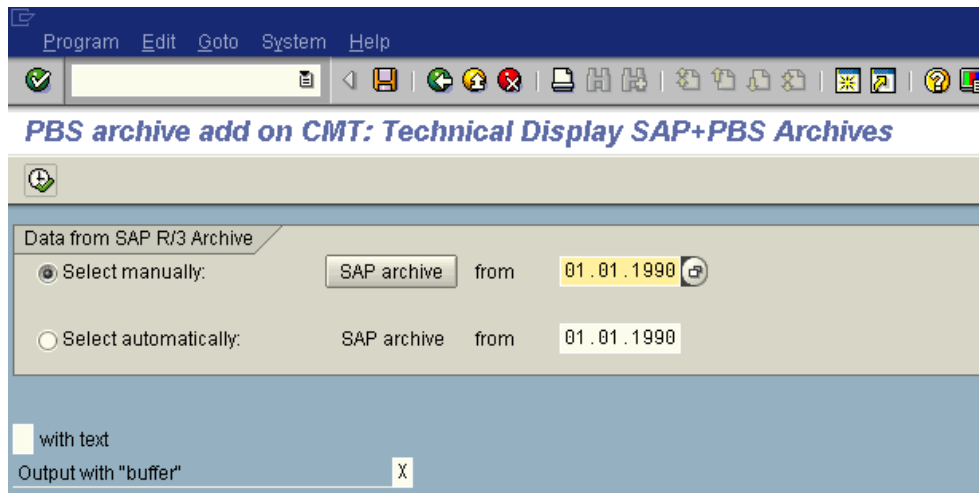 Program Edit Goto System Help
PBS archive add on CMT: Technical Display SAP+PBS Archives
Data from SAP R/3 Archive
Select manually: SAP archive from 01.01.1990
Select automatically: SAP archive from 01.01.1990
with text
Output with "buffer" X